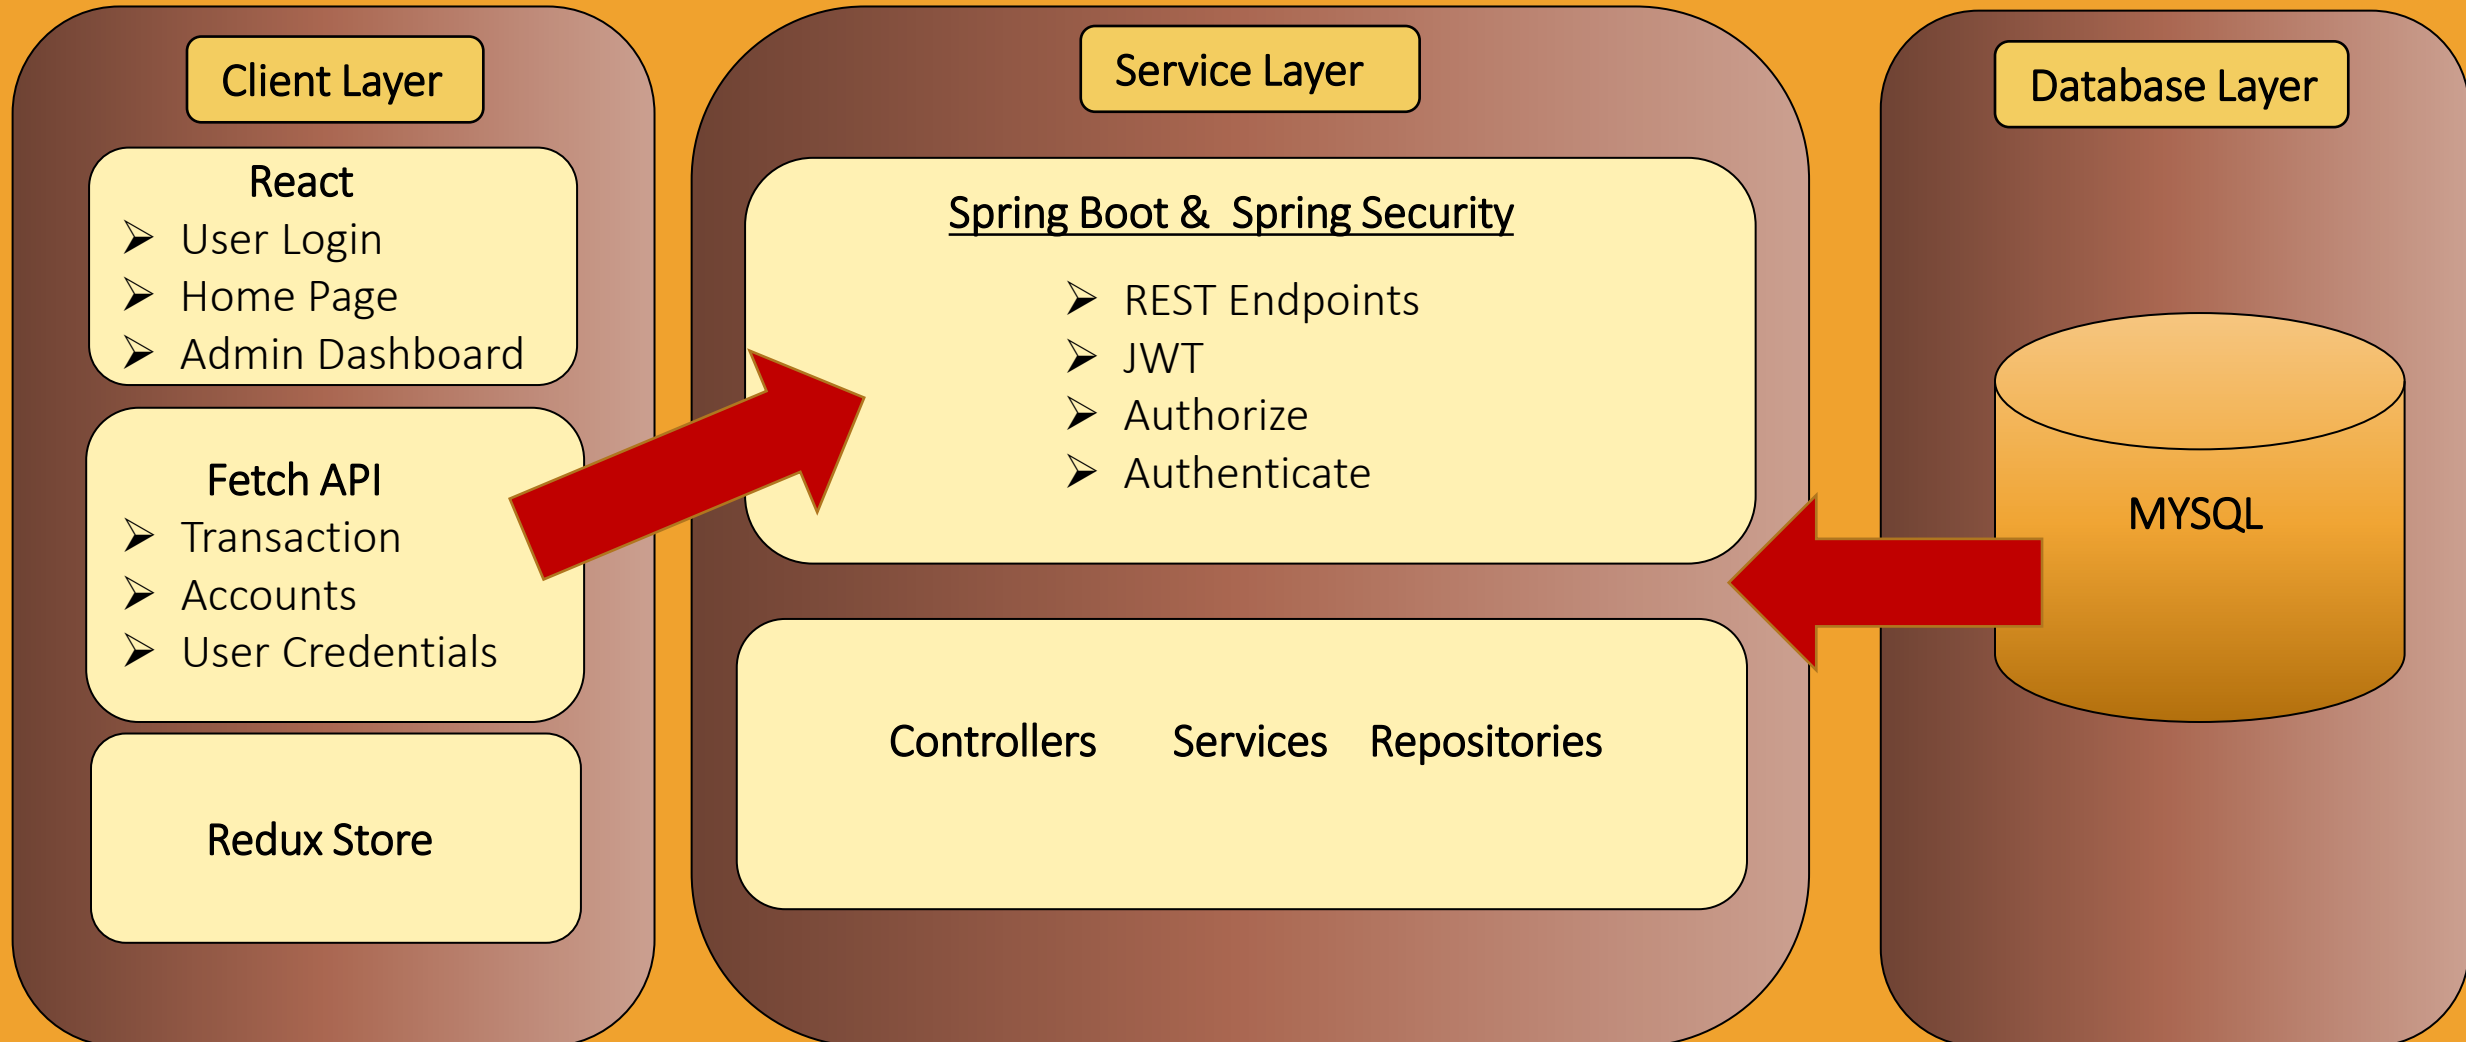 Client Layer
React
➢ User Login
➢ Home Page
➢ Admin Dashboard
Fetch API
➢ Transaction
➢ Accounts
➢ User Credentials
Redux Store
Service Layer
Spring Boot & Spring Security
➢ REST Endpoints
➢ JWT
➢ Authorize
➢ Authenticate
Controllers Services Repositories
Database Layer
MYSQL